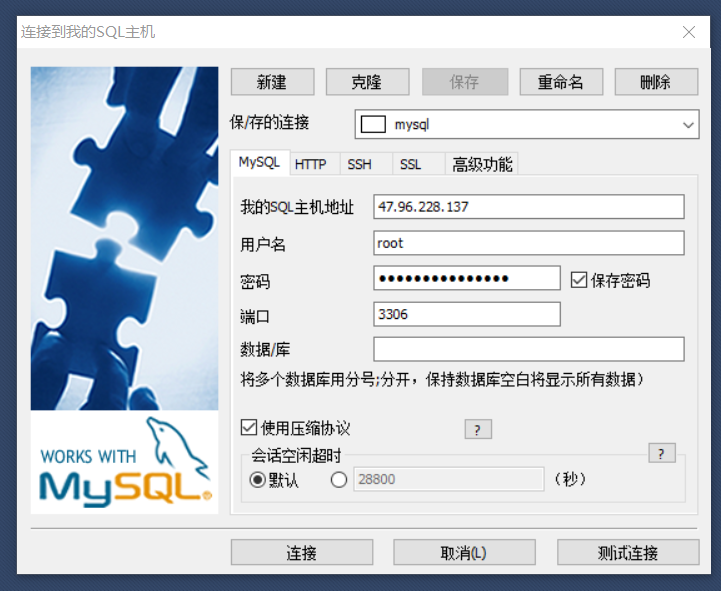 连接到我的SQL主机
新建 克隆 保存 重命名 删除
保/存的连接 mysql
MySQL HTTP SSH SSL 高级功能
我的SQL主机地址 47.96.228.137
用户名 root
密码 ●●●●●●●●●●●●●●● 保存密码
端口 3306
数据/库
将多个数据库用分号;分开，保持数据库空白将显示所有数据）
使用压缩协议 ?
会话空闲超时 ?
默认 28800 （秒）
WORKS WITH
MySQL®
连接 取消(L) 测试连接